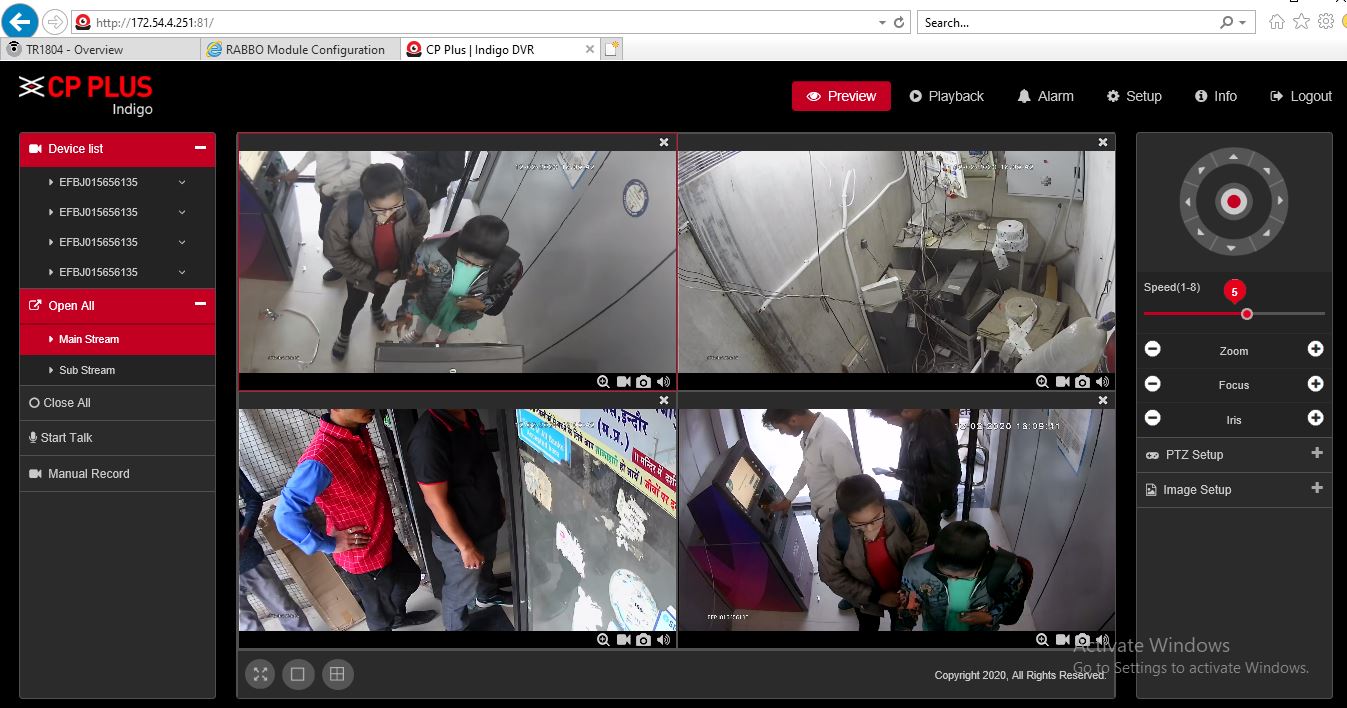 http://172.54.4.251:81/
Search...
TR1804 - Overview
RABBO Module Configuration
CP Plus | Indigo DVR
CP PLUS
Indigo
Preview
Playback
Alarm
Setup
Info
Logout
Device list
EFBJ015656135
EFBJ015656135
EFBJ015656135
EFBJ015656135
Open All
Main Stream
Sub Stream
Close All
Start Talk
Manual Record
इन्दौर
(म.प्र.)
Speed(1-8)
5
Zoom
Focus
Iris
PTZ Setup
Image Setup
Copyright 2020, All Rights Reserved.
Activate Windows
Go to Settings to activate Windows.